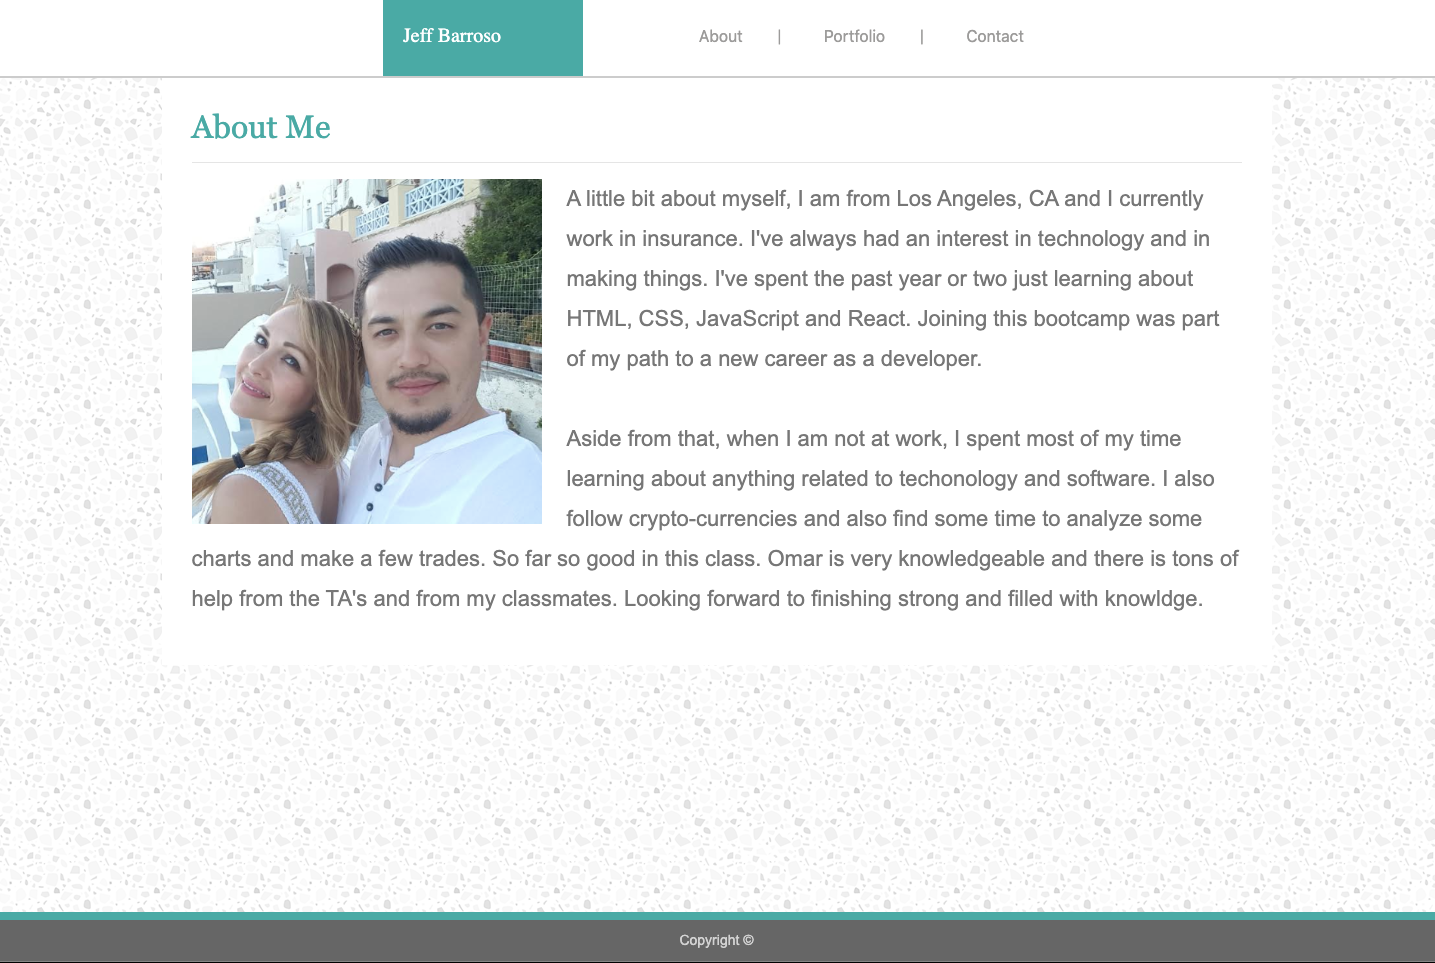 Jeff Barroso
About | Portfolio | Contact
About Me
A little bit about myself, I am from Los Angeles, CA and I currently
work in insurance. I've always had an interest in technology and in
making things. I've spent the past year or two just learning about
HTML, CSS, JavaScript and React. Joining this bootcamp was part
of my path to a new career as a developer.
Aside from that, when I am not at work, I spent most of my time
learning about anything related to techonology and software. I also
follow crypto-currencies and also find some time to analyze some
charts and make a few trades. So far so good in this class. Omar is very knowledgeable and there is tons of
help from the TA's and from my classmates. Looking forward to finishing strong and filled with knowldge.
Copyright ©